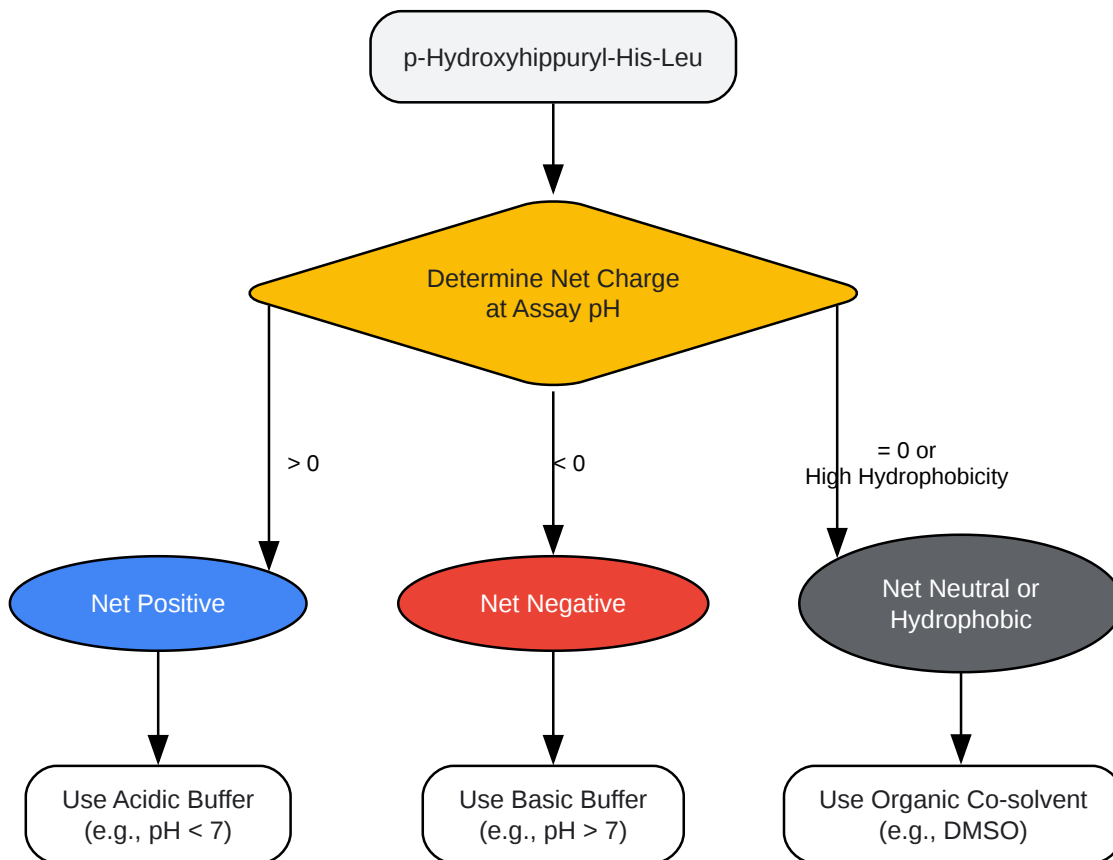 p-Hydroxyhippuryl-His-Leu
Determine Net Charge
at Assay pH
> 0
< 0
= 0 or
High Hydrophobicity
Net Positive
Net Negative
Net Neutral or
Hydrophobic
Use Acidic Buffer
(e.g., pH < 7)
Use Basic Buffer
(e.g., pH > 7)
Use Organic Co-solvent
(e.g., DMSO)